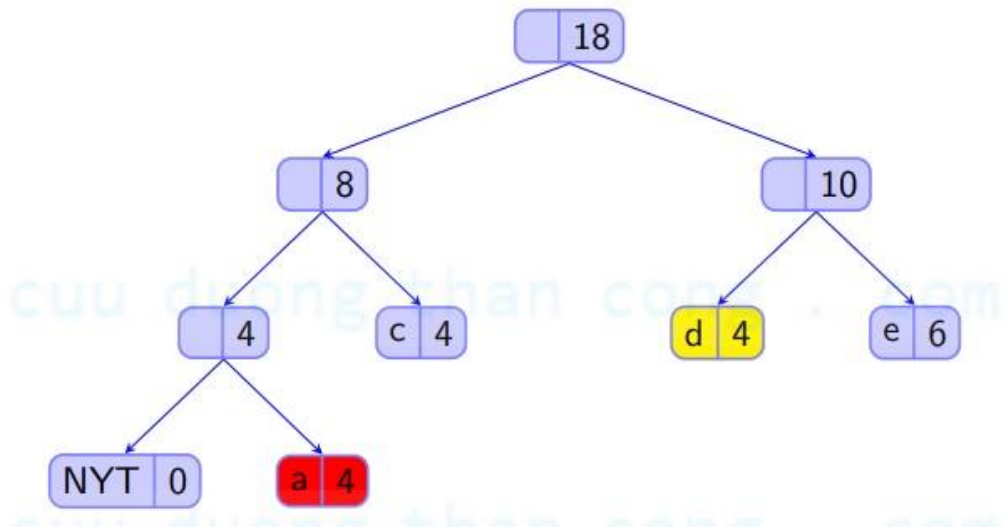 18
8 10
cuu duong than cong . com
4 c 4 d 4 e 6
NYT 0 a 4
cuu duong than cong . com